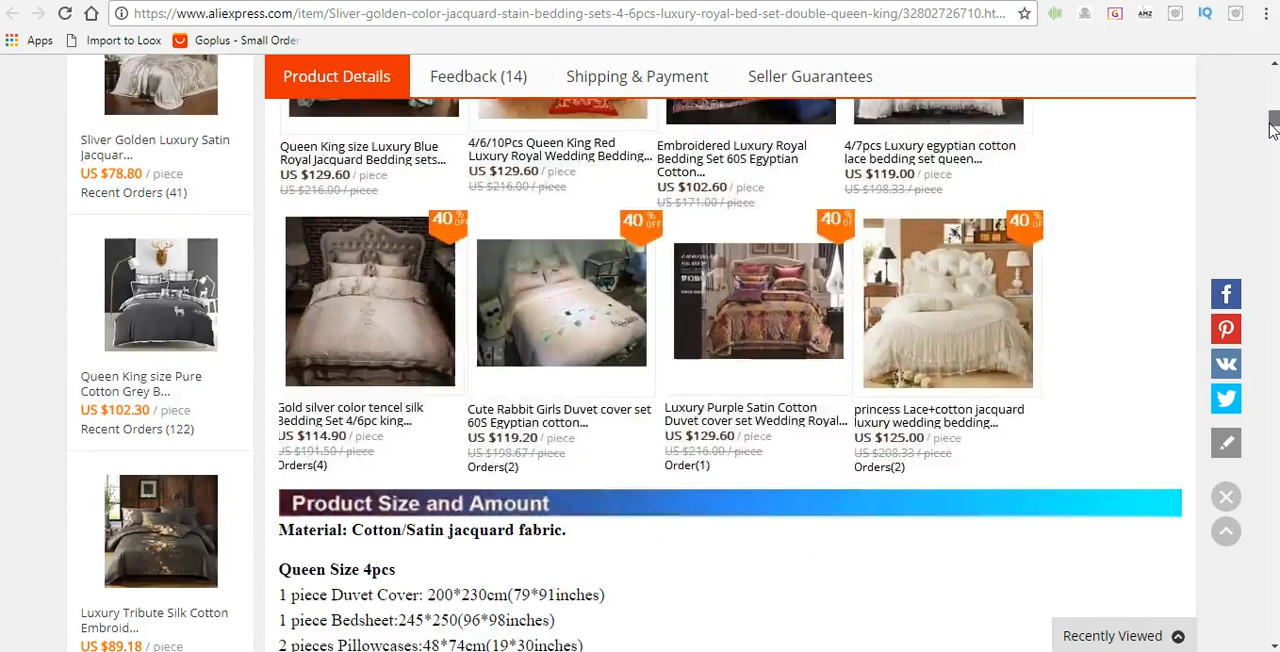 https://www.aliexpress.com/item/Sliver-golden-color-jacquard-stain-bedding-sets-4-6pcs-luxury-royal-bed-set-double-queen-king/32802726710.ht...
Apps Import to Loox Goplus - Small Order
Product Details Feedback (14) Shipping & Payment Seller Guarantees
Sliver Golden Luxury Satin
Jacquar...
US $78.80 / piece
Recent Orders (41)
Queen King size Pure
Cotton Grey B...
US $102.30 / piece
Recent Orders (122)
Luxury Tribute Silk Cotton
Embroid...
US $89.18 / piece
Queen King size Luxury Blue
Royal Jacquard Bedding sets...
US $129.60 / piece
US $216.00 / piece
4/6/10Pcs Queen King Red
Luxury Royal Wedding Bedding...
US $129.60 / piece
US $216.00 / piece
Embroidered Luxury Royal
Bedding Set 60S Egyptian
Cotton...
US $102.60 / piece
US $171.00 / piece
4/7pcs Luxury egyptian cotton
lace bedding set queen...
US $119.00 / piece
US $198.33 / piece
40 % OFF
40 % OFF
40 % OFF
40 % OFF
Gold silver color tencel silk
Bedding Set 4/6pc king...
US $114.90 / piece
US $191.50 / piece
Orders(4)
Cute Rabbit Girls Duvet cover set
60S Egyptian cotton...
US $119.20 / piece
US $198.67 / piece
Orders(2)
Luxury Purple Satin Cotton
Duvet cover set Wedding Royal...
US $129.60 / piece
US $216.00 / piece
Order(1)
princess Lace+cotton jacquard
luxury wedding bedding...
US $125.00 / piece
US $208.33 / piece
Orders(2)
Product Size and Amount
Material: Cotton/Satin jacquard fabric.
Queen Size 4pcs
1 piece Duvet Cover: 200*230cm(79*91inches)
1 piece Bedsheet:245*250(96*98inches)
2 pieces Pillowcases:48*74cm(19*30inches)
Recently Viewed